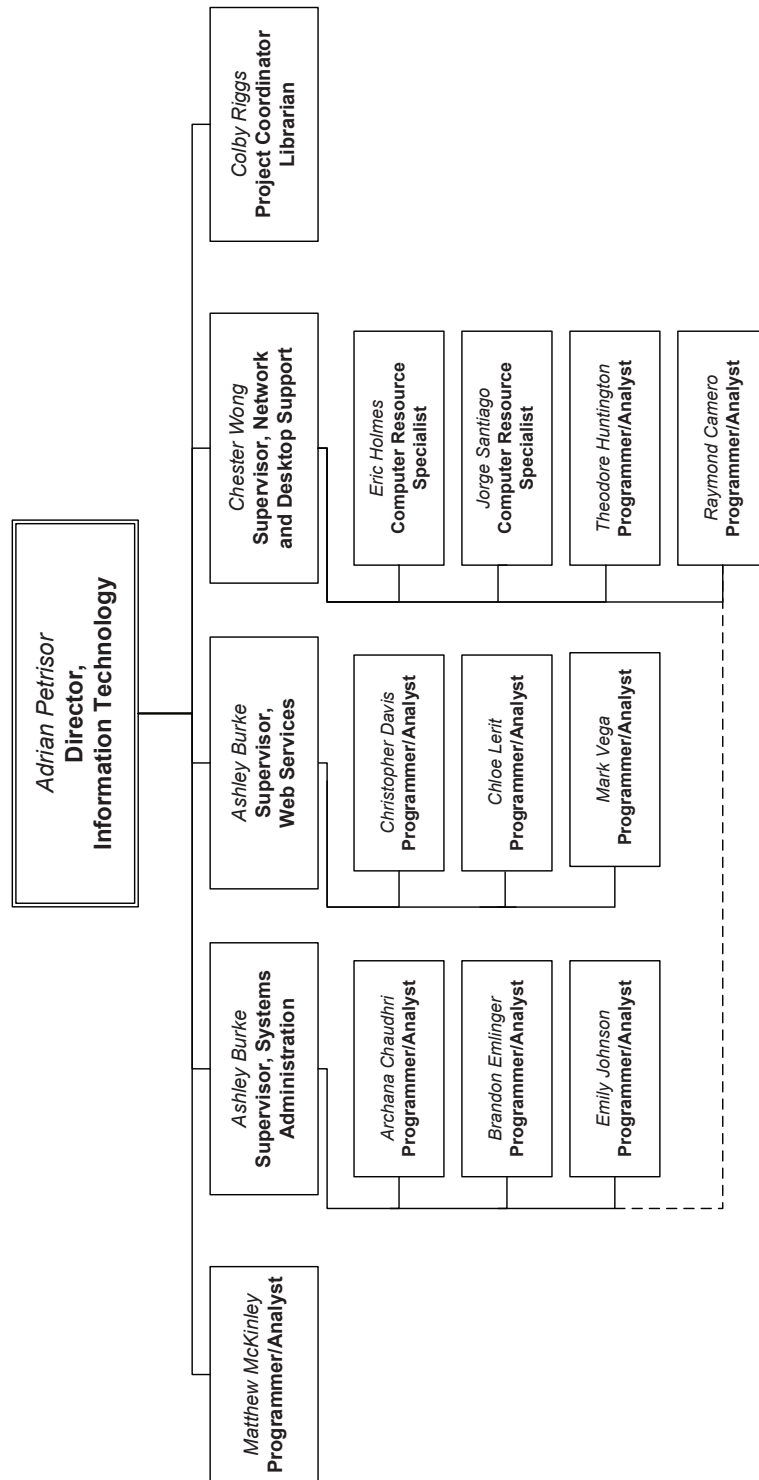 Adrian Petrisor
Director,
Information Technology
Matthew McKinley
Programmer/Analyst
Ashley Burke
Supervisor, Systems
Administration
Archana Chaudhri
Programmer/Analyst
Brandon Emlinger
Programmer/Analyst
Emily Johnson
Programmer/Analyst
Ashley Burke
Supervisor,
Web Services
Christopher Davis
Programmer/Analyst
Chloe Lerit
Programmer/Analyst
Mark Vega
Programmer/Analyst
Chester Wong
Supervisor, Network
and Desktop Support
Eric Holmes
Computer Resource
Specialist
Jorge Santiago
Computer Resource
Specialist
Theodore Huntington
Programmer/Analyst
Raymond Camero
Programmer/Analyst
Colby Riggs
Project Coordinator
Librarian